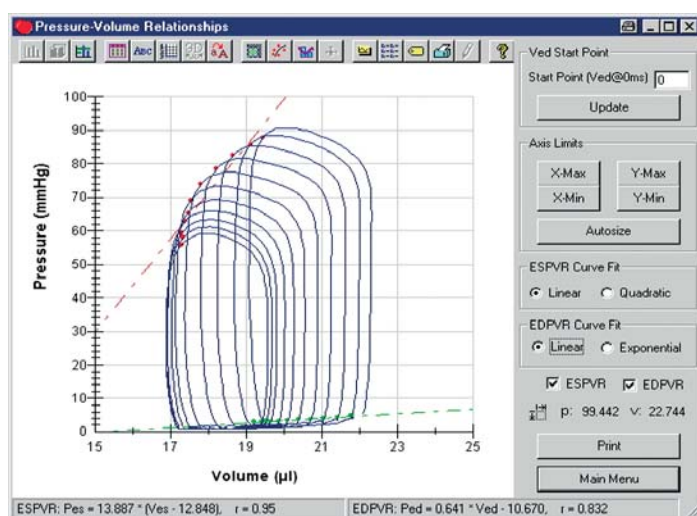 Pressure-Volume Relationships
ABC
3D
A
A
?
Ved Start Point
Start Point (Ved@0ms) 0
Update
Axis Limits
X-Max Y-Max
X-Min Y-Min
Autosize
ESPVR Curve Fit
Linear Quadratic
EDPVR Curve Fit
Linear Exponential
ESPVR EDPVR
p: 99.442 v: 22.744
Print
Main Menu
Pressure (mmHg)
100
90
80
70
60
50
40
30
20
10
0
15 17 19 21 23 25
Volume (µl)
ESPVR: Pes = 13.887 * (Ves - 12.848), r = 0.95
EDPVR: Ped = 0.641 * Ved - 10.670, r = 0.832